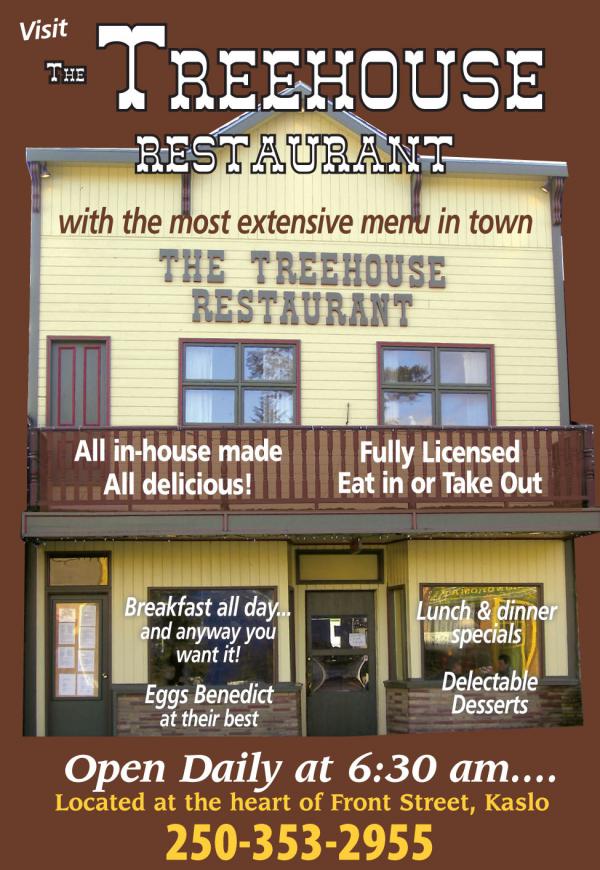 Visit
THE TREEHOUSE
RESTAURANT
with the most extensive menu in town
THE TREEHOUSE
RESTAURANT
All in-house made
All delicious!
Fully Licensed
Eat in or Take Out
Breakfast all day...
and anyway you
want it!
Eggs Benedict
at their best
Lunch & dinner
specials
Delectable
Desserts
Open Daily at 6:30 am....
Located at the heart of Front Street, Kaslo
250-353-2955